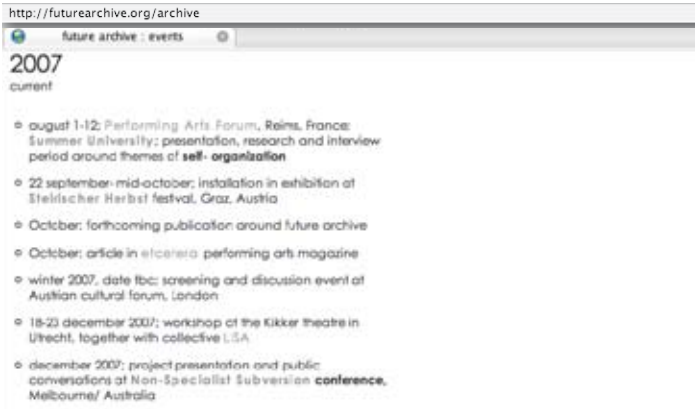 http://futurearchive.org/archive
future archive : everts
2007
current
august 1-12; Performing Arts Forum, Reims, France:
Summer University; presentation, research and interview
period around themes of self- organization
22 september- mid-october; installation in exhibition at
Steirischer Herbst festval, Graz, Austria
October; forthcoming publication around future archive
October; article in etcetera performing arts magazine
winter 2007, date tbc; screening and discussion event at
Austrian cultural forum, London
18-23 december 2007; workshop at the Kikker theatre in
Utrecht, together with collective LISA
december 2007; project presentation and public
conversations at Non-Specialist Subversion conference,
Melbourne/ Australia